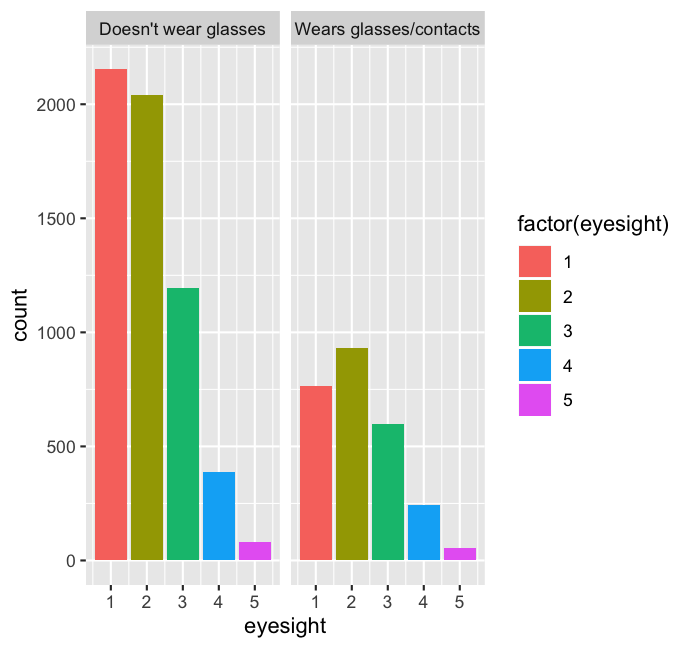 Doesn't wear glasses
Wears glasses/contacts
2000
1500
1000
500
0
count
1 2 3 4 5
1 2 3 4 5
eyesight
factor(eyesight)
1
2
3
4
5